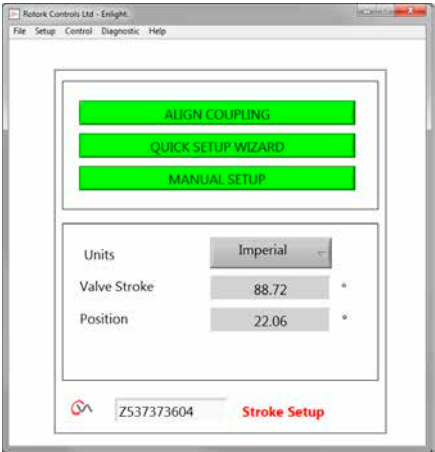 Rotork Controls Ltd - Enlight.
File Setup Control Diagnostic Help
ALIGN COUPLING
QUICK SETUP WIZARD
MANUAL SETUP
Units Imperial
Valve Stroke 88.72 °
Position 22.06 °
Z537373604 Stroke Setup